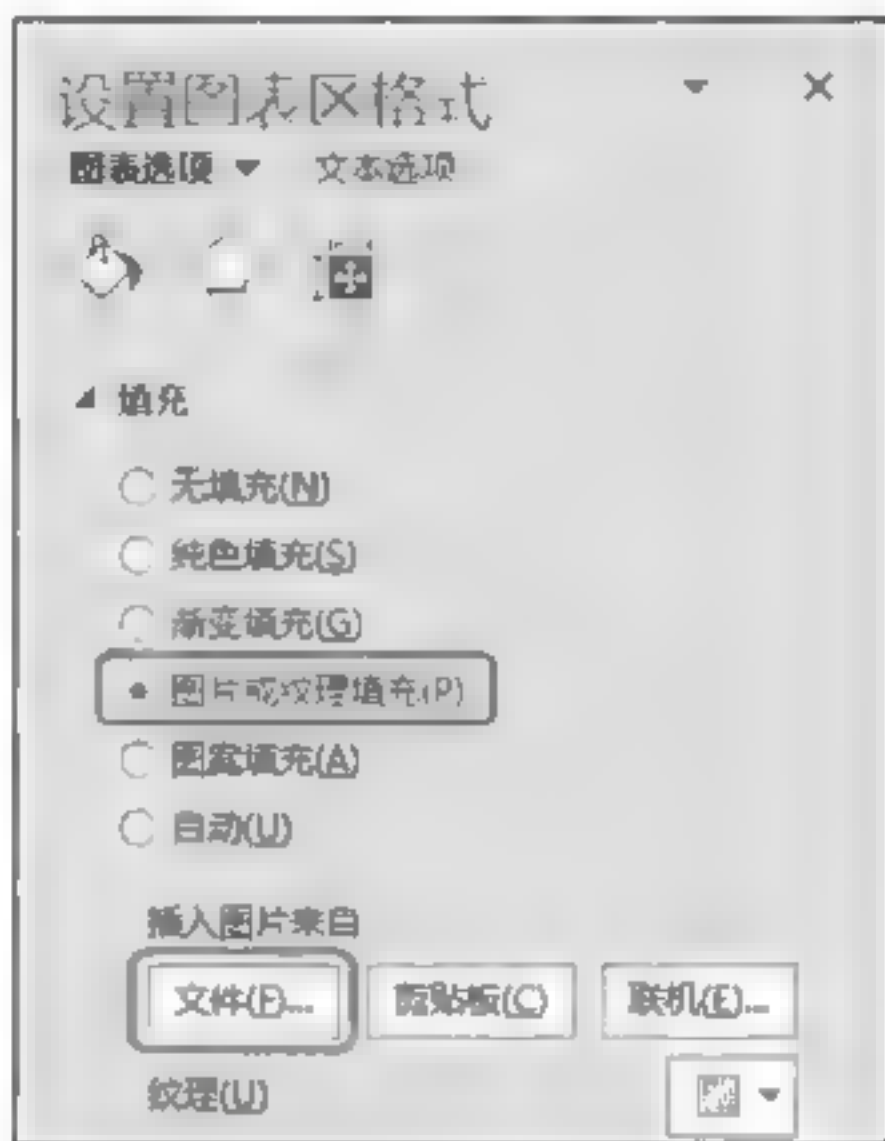 设置图表区格式
图表选项 文本选项
填充
无填充(N)
纯色填充(S)
渐变填充(G)
图片或纹理填充(P)
图案填充(A)
自动(U)
插入图片来自
文件(F)... 剪贴板(C) 联机(E)...
纹理(U)